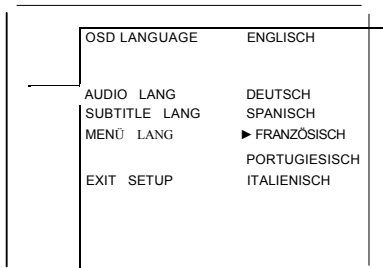 OSD LANGUAGE ENGLISCH
AUDIO LANG DEUTSCH
SUBTITLE LANG SPANISCH
MENÜ LANG ► FRANZÖSISCH
PORTUGIESISCH
EXIT SETUP ITALIENISCH